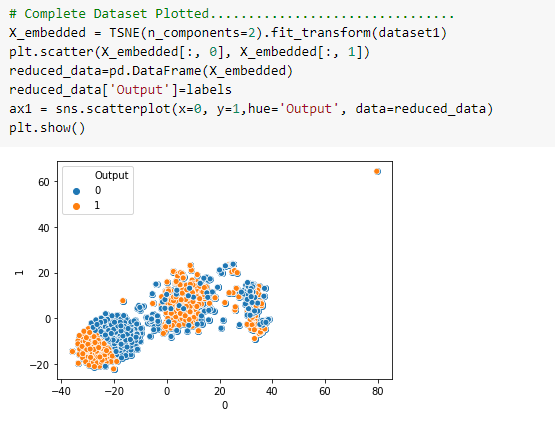 # Complete Dataset Plotted................................
X_embedded = TSNE(n_components=2).fit_transform(dataset1)
plt.scatter(X_embedded[:, 0], X_embedded[:, 1])
reduced_data=pd.DataFrame(X_embedded)
reduced_data['Output']=labels
ax1 = sns.scatterplot(x=0, y=1,hue='Output', data=reduced_data)
plt.show()
Output
0
1
60
40
20
0
−20
1
−40
−20
0
20
40
60
80
0